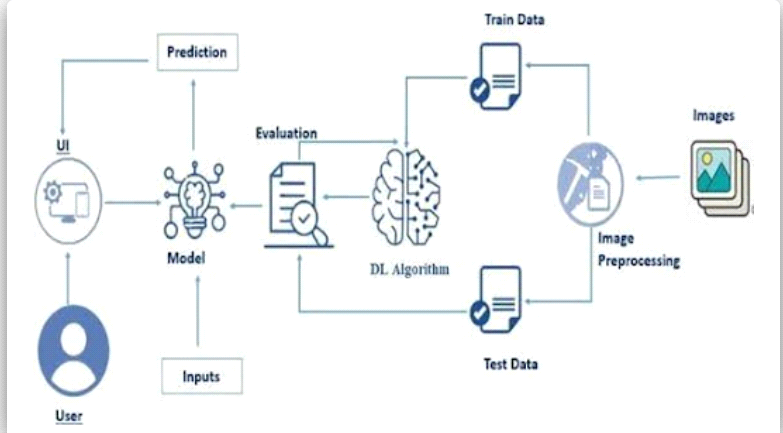 Train Data
Prediction
Images
Evaluation
UI
Model
DL Algorithm
Image
Preprocessing
Test Data
Inputs
User